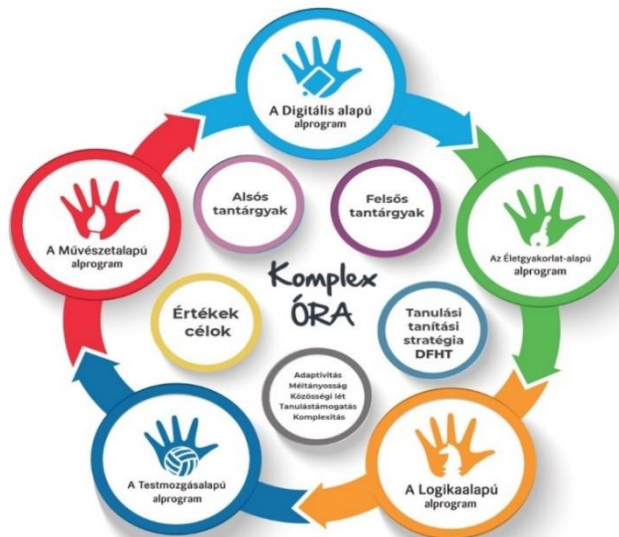 A Digitális alapú
alprogram
Alsós
tantárgyak
Felsős
tantárgyak
A Művészetalapú
alprogram
Az Életgyakorlat-alapú
alprogram
Komplex
ÓRA
Értékek
célok
Tanulási
tanítási
stratégia
DFHT
Adaptivitás
Méltányosság
Közösségi lét
Tanulástámogatás
Komplexitás
A Testmozgásalapú
alprogram
A Logikaalapú
alprogram